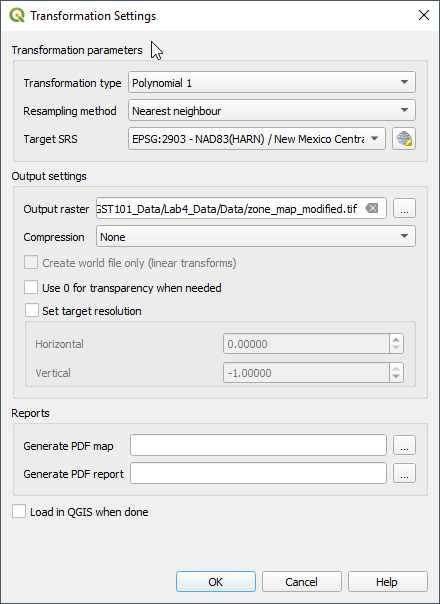 Transformation Settings
Transformation parameters
Transformation type Polynomial 1
Resampling method Nearest neighbour
Target SRS EPSG:2903 - NAD83(HARN) / New Mexico Centra
Output settings
Output raster GST101_Data/Lab4_Data/Data/zone_map_modified.tif ...
Compression None
Create world file only (linear transforms)
Use 0 for transparency when needed
Set target resolution
Horizontal 0.00000
Vertical -1.00000
Reports
Generate PDF map ...
Generate PDF report ...
Load in QGIS when done
OK Cancel Help